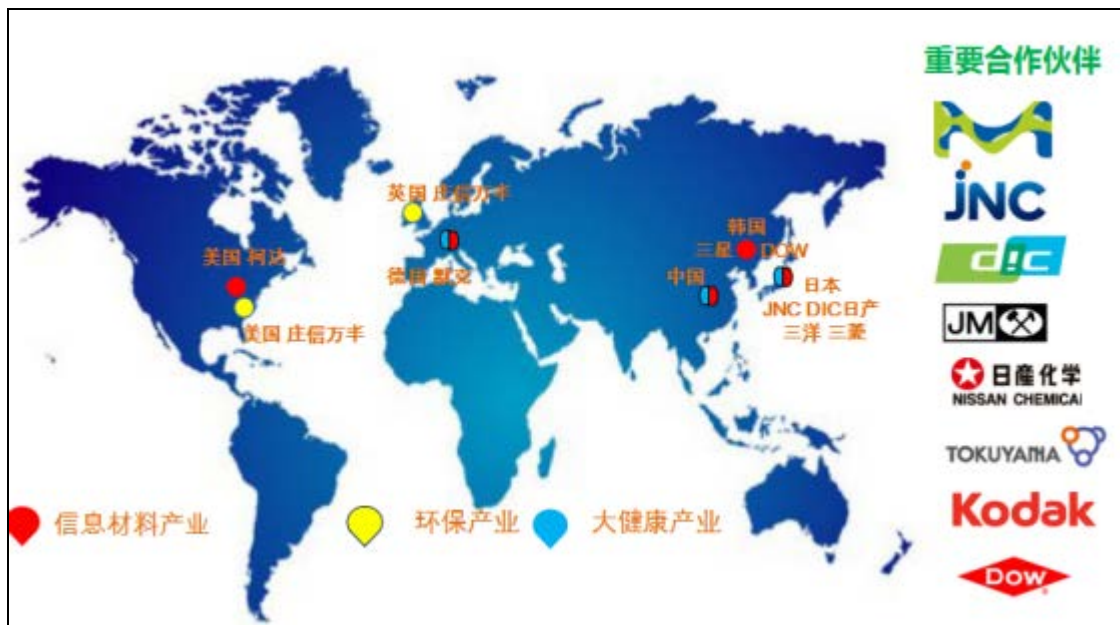 重要合作伙伴
英国 庄信万丰
美国 柯达
德国 默克
美国 庄信万丰
韩国
三星 DOW
中国
日本
JNC DIC日产
三洋 三菱
JNC
dic
JM
日産化学
NISSAN CHEMICAL
TOKUYAMA
Kodak
DOW
信息材料产业
环保产业
大健康产业